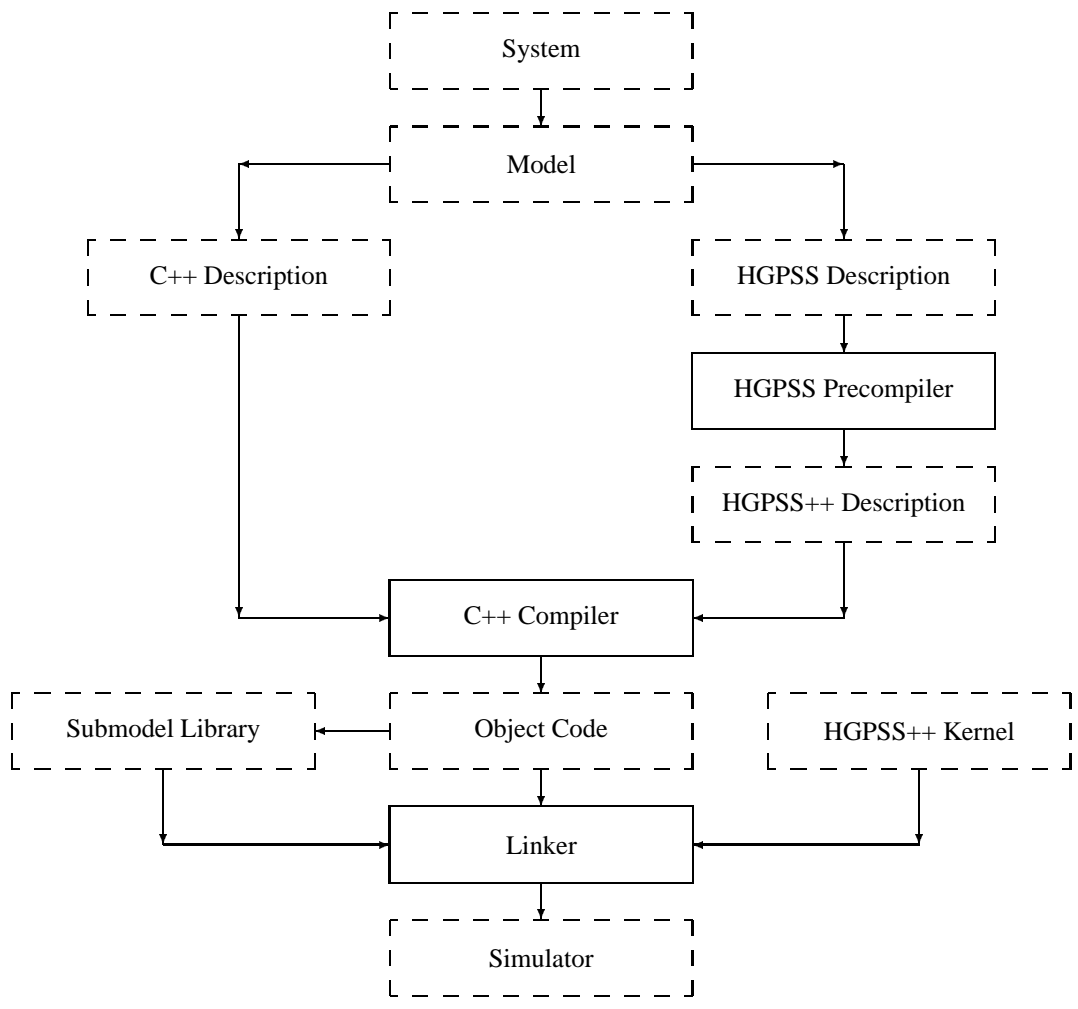 System
Model
C++ Description
HGPSS Description
HGPSS Precompiler
HGPSS++ Description
C++ Compiler
Submodel Library
Object Code
HGPSS++ Kernel
Linker
Simulator